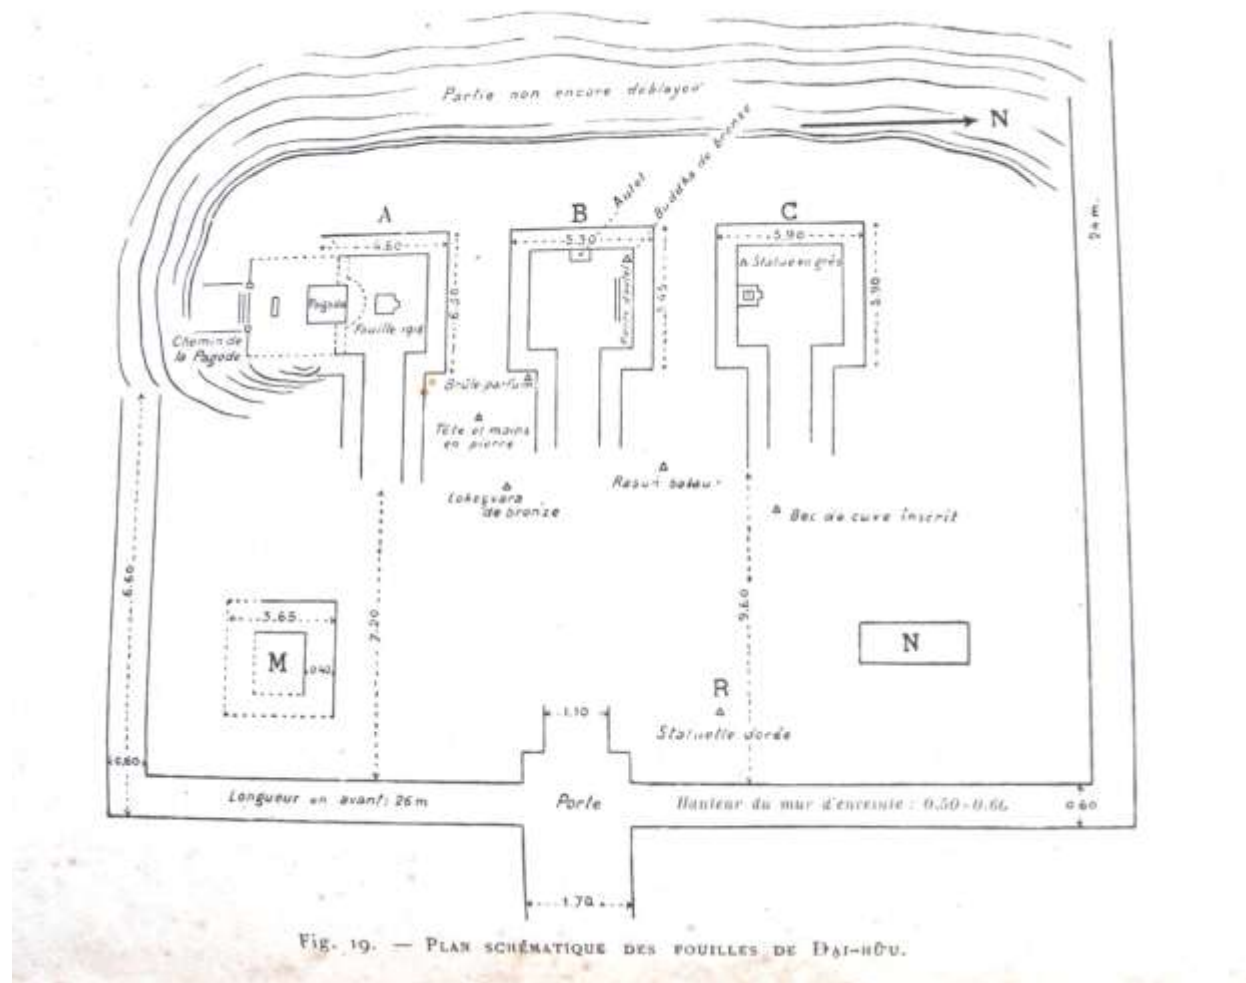 Partie non encore déblayée
N
Autel
Buddha de bronze
A
B
C
4.60
5.30
5.90
Statue en grès
6.30
5.45
5.90
24 m.
Pagode
Fouille 1918
Pierre d'autel
Chemin de
la Pagode
Brûle-parfum
Tête et mains
en pierre
Lokeçvara
de bronze
Bec de cuve inscrit
6.60
7.20
9.60
3.65
M
0.40
N
R
Statuette dorée
1.10
0.60
Longueur en avant : 26 m
Porte
Hauteur du mur d'enceinte : 0.50 - 0.60
0.60
1.70
Fig. 19. — PLAN SCHÉMATIQUE DES FOUILLES DE ĐẠI-HỮU.